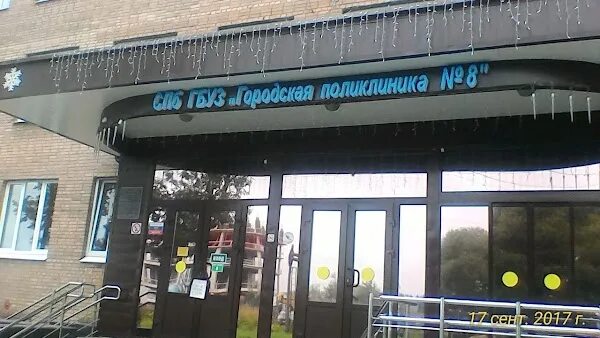 СПб ГБУЗ "Городская поликлиника №8"
17 сент. 2017 г.